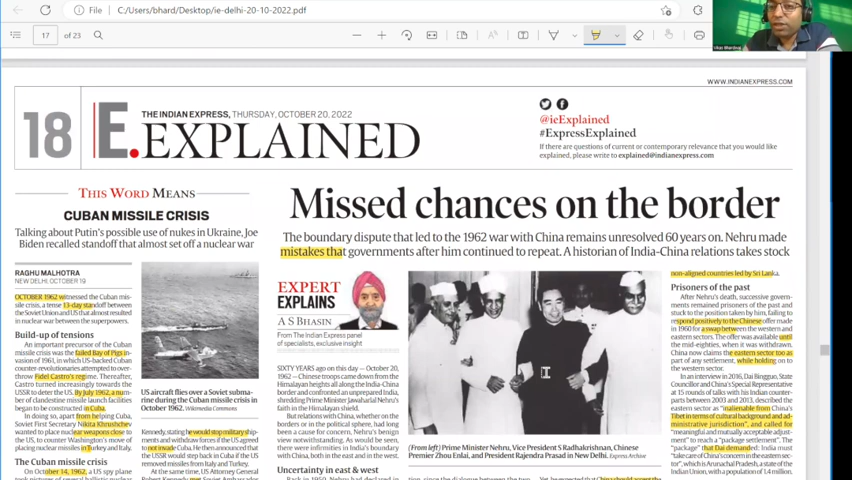 File
C:/Users/bhard/Desktop/ie-delhi-20-10-2022.pdf
17 of 23
Vikas Bhardwaj
WWW.INDIANEXPRESS.COM
18
E.EXPLAINED
THE INDIAN EXPRESS, THURSDAY, OCTOBER 20, 2022
@ieExplained
#ExpressExplained
If there are questions of current or contemporary relevance that you would like
explained, please write to explained@indianexpress.com
THIS WORD MEANS
CUBAN MISSILE CRISIS
Talking about Putin's possible use of nukes in Ukraine, Joe
Biden recalled standoff that almost set off a nuclear war
RAGHU MALHOTRA
NEW DELHI, OCTOBER 19
OCTOBER 1962 witnessed the Cuban mis-
sile crisis, a tense 13-day standoff between
the Soviet Union and US that almost resulted
in nuclear war between the superpowers.
Build-up of tensions
An important precursor of the Cuban
missile crisis was the failed Bay of Pigs in-
vasion of 1961, in which US-backed Cuban
counter-revolutionaries attempted to over-
throw Fidel Castro's regime. Thereafter,
Castro turned increasingly towards the
USSR to deter the US. By July 1962, a num-
ber of clandestine missile launch facilities
began to be constructed in Cuba.
In doing so, apart from helping Cuba,
Soviet First Secretary Nikita Khrushchev
wanted to place nuclear weapons close to
the US, to counter Washington's move of
placing nuclear missiles in Turkey and Italy.
The Cuban missile crisis
On October 14, 1962, a US spy plane
US aircraft flies over a Soviet subma-
rine during the Cuban missile crisis in
October 1962. Wikimedia Commons
Kennedy, stating he would stop military ship-
ments and withdraw forces if the US agreed
to not invade Cuba. He then announced that
the USSR would step back in Cuba if the US
removed missiles from Italy and Turkey.
At the same time, US Attorney General
Missed chances on the border
The boundary dispute that led to the 1962 war with China remains unresolved 60 years on. Nehru made
mistakes that governments after him continued to repeat. A historian of India-China relations takes stock
EXPERT
EXPLAINS
A S BHASIN
From The Indian Express panel
of specialists, exclusive insight
SIXTY YEARS ago on this day — October 20,
1962 — Chinese troops came down from the
Himalayan heights all along the India-China
border and confronted an unprepared India,
shredding Prime Minister Jawaharlal Nehru's
faith in the Himalayan shield.
But relations with China, whether on the
borders or in the political sphere, had long
been a cause for concern, Nehru's benign
view notwithstanding. As would be seen,
there were infirmities in India's boundary
with China, both in the east and in the west.
Uncertainty in east & west
(From left) Prime Minister Nehru, Vice President S Radhakrishnan, Chinese
Premier Zhou Enlai, and President Rajendra Prasad in New Delhi. Express Archive
non-aligned countries led by Sri Lanka.
Prisoners of the past
After Nehru's death, successive govern-
ments remained prisoners of the past and
stuck to the position taken by him, failing to
respond positively to the Chinese offer made
in 1960 for a swap between the western and
eastern sectors. The offer was available until
the mid-eighties, when it was withdrawn.
China now claims the eastern sector too as
part of any settlement, while holding on to
the western sector.
In an interview in 2016, Dai Bingguo, State
Councillor and China's Special Representative
at 15 rounds of talks with his Indian counter-
parts between 2003 and 2013, described the
eastern sector as "inalienable from China's
Tibet in terms of cultural background and ad-
ministrative jurisdiction", and called for
"meaningful and mutually acceptable adjust-
ment" to reach a "package settlement". The
"package" that Dai demanded: India must
"take care of China's concern in the eastern sec-
tor", which is Arunachal Pradesh, a state of the
Indian Union, with a population of 1.4 million,